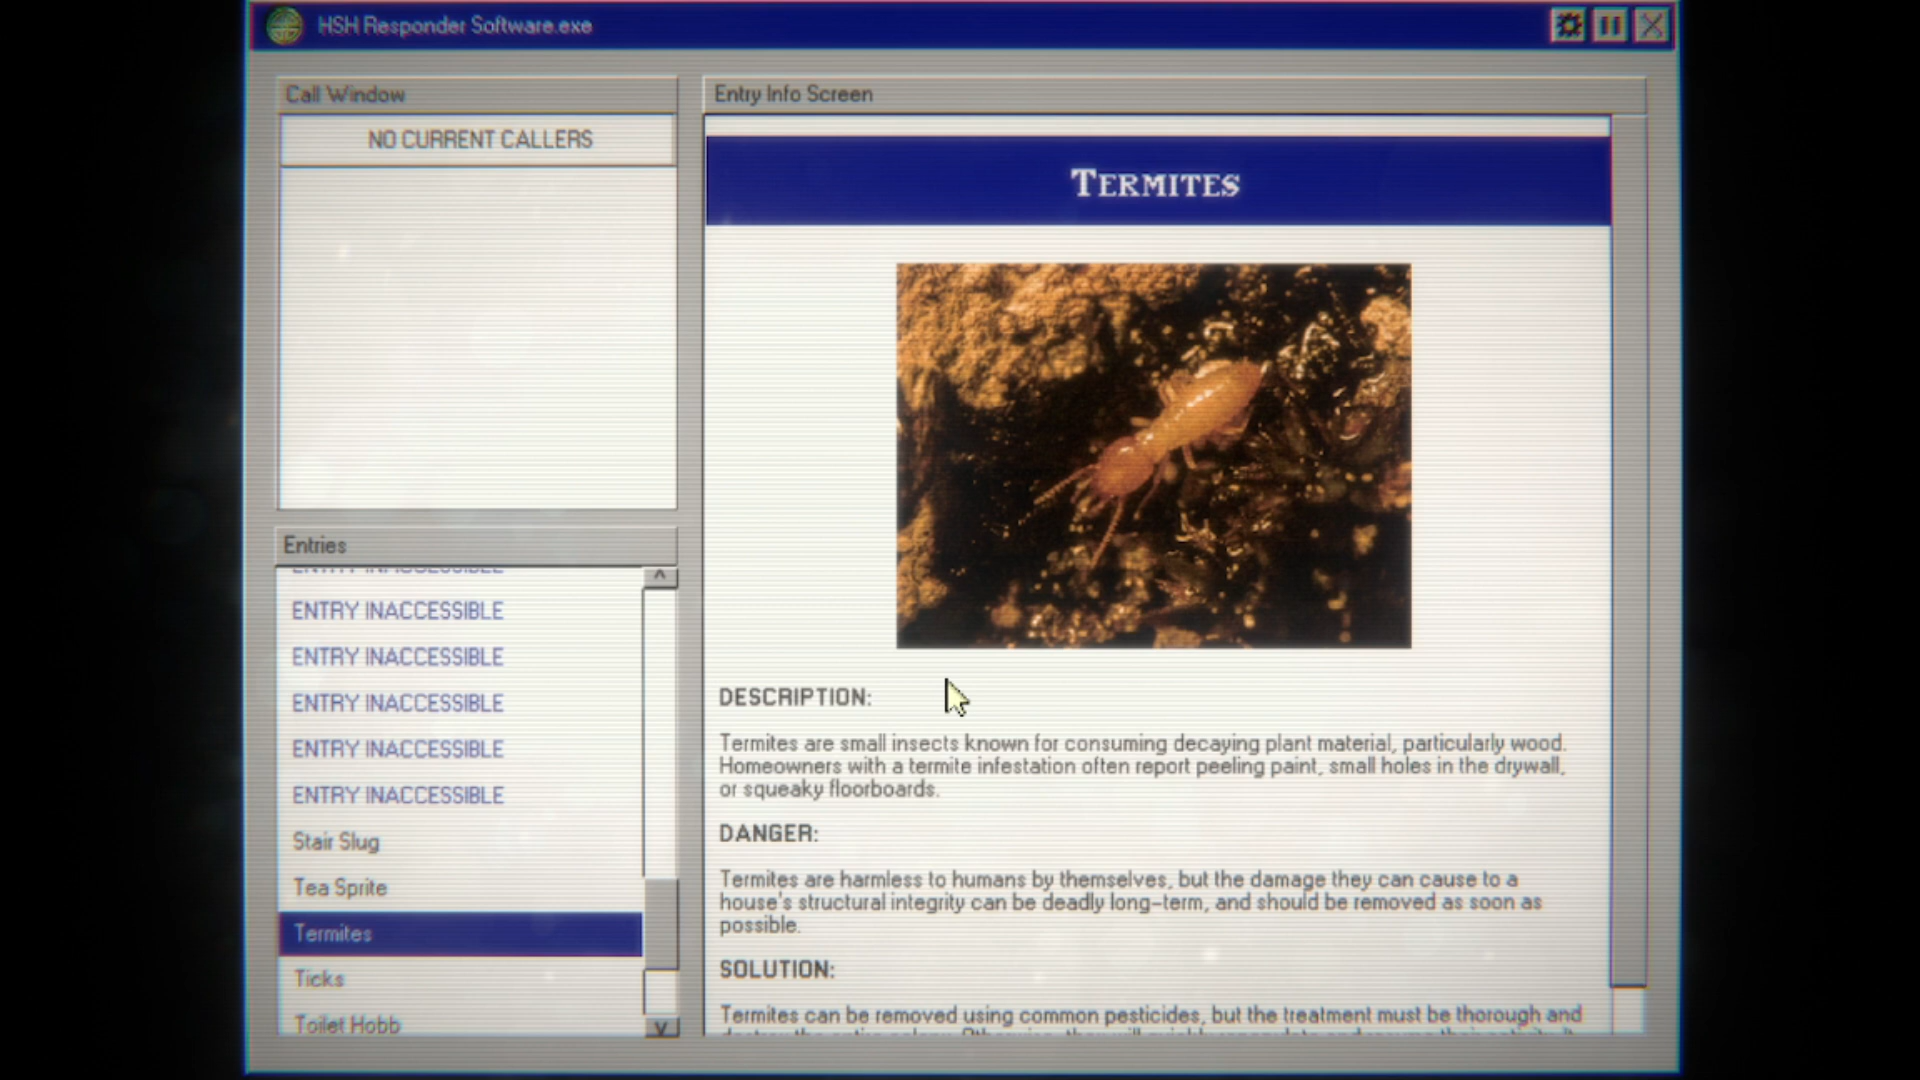 HSH Responder Software.exe
Call Window
NO CURRENT CALLERS
Entries
ENTRY INACCESSIBLE
ENTRY INACCESSIBLE
ENTRY INACCESSIBLE
ENTRY INACCESSIBLE
ENTRY INACCESSIBLE
ENTRY INACCESSIBLE
Stair Slug
Tea Sprite
Termites
Ticks
Toilet Hobb
Entry Info Screen
TERMITES
DESCRIPTION:
Termites are small insects known for consuming decaying plant material, particularly wood.
Homeowners with a termite infestation often report peeling paint, small holes in the drywall,
or squeaky floorboards.
DANGER:
Termites are harmless to humans by themselves, but the damage they can cause to a
house's structural integrity can be deadly long-term, and should be removed as soon as
possible.
SOLUTION:
Termites can be removed using common pesticides, but the treatment must be thorough and